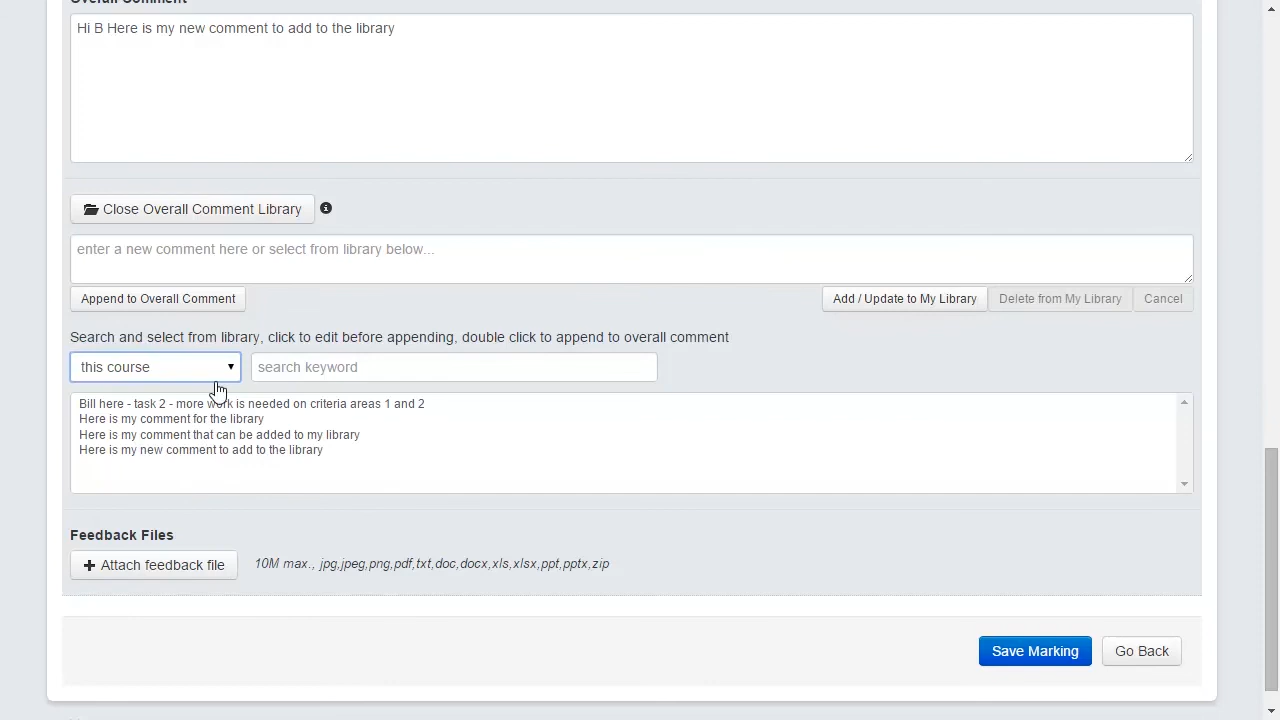 Overall Comment
Hi B Here is my new comment to add to the library
Close Overall Comment Library
enter a new comment here or select from library below...
Append to Overall Comment
Add / Update to My Library
Delete from My Library
Cancel
Search and select from library, click to edit before appending, double click to append to overall comment
this course
search keyword
Bill here - task 2 - more work is needed on criteria areas 1 and 2
Here is my comment for the library
Here is my comment that can be added to my library
Here is my new comment to add to the library
Feedback Files
+ Attach feedback file
10M max., jpg,jpeg,png,pdf,txt,doc,docx,xls,xlsx,ppt,pptx,zip
Save Marking
Go Back